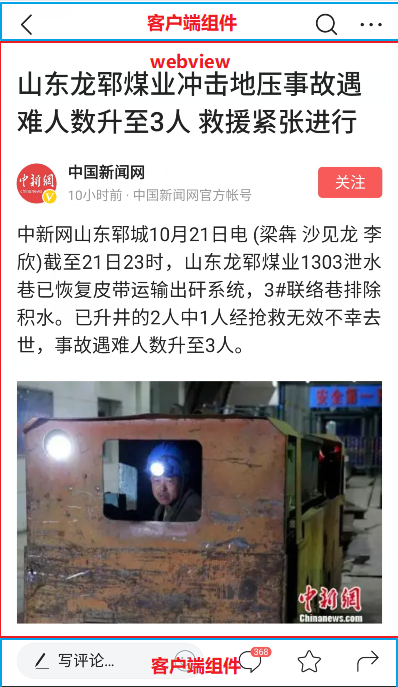 客户端组件
webview
山东龙郓煤业冲击地压事故遇
难人数升至3人 救援紧张进行
中新網
中国新闻网
10小时前 · 中国新闻网官方帐号
关注
中新网山东郓城10月21日电 (梁犇 沙见龙 李
欣)截至21日23时，山东龙郓煤业1303泄水
巷已恢复皮带运输出矸系统，3#联络巷排除
积水。已升井的2人中1人经抢救无效不幸去
世，事故遇难人数升至3人。
安全第一
中新網
Chinanews.com
写评论...
客户端组件
368